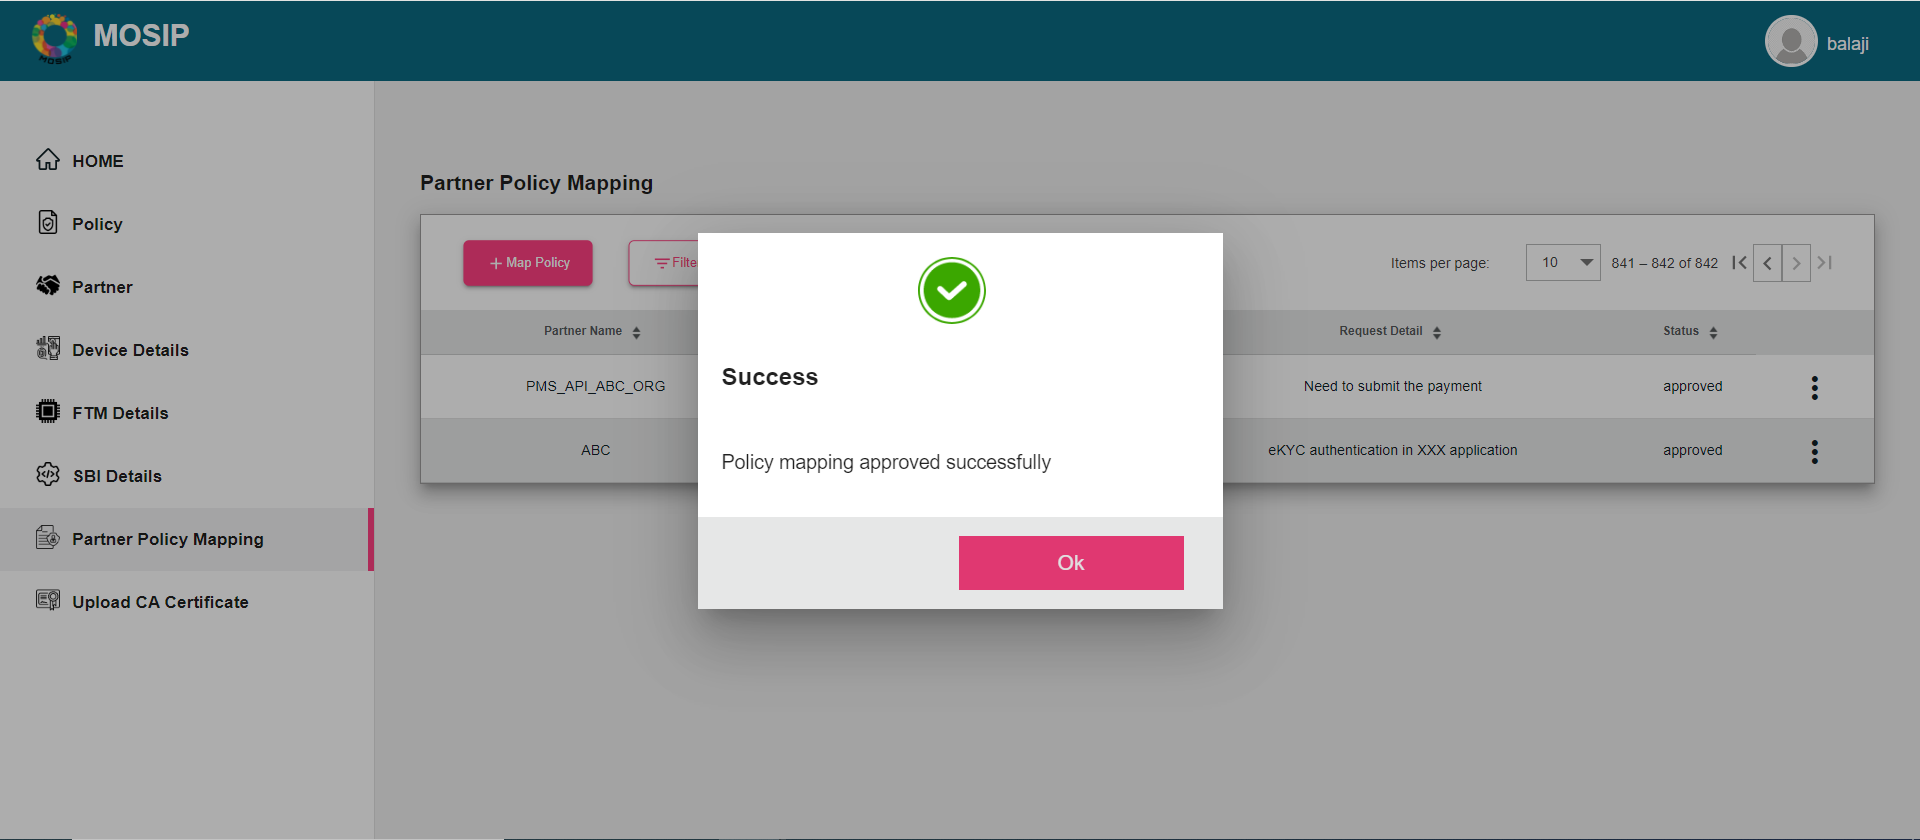 MOSIP
MOSIP
balaji
HOME
Policy
Partner
Device Details
FTM Details
SBI Details
Partner Policy Mapping
Upload CA Certificate
Partner Policy Mapping
+ Map Policy
Filte
Items per page:
10
841 – 842 of 842
Partner Name
Request Detail
Status
PMS_API_ABC_ORG
Need to submit the payment
approved
ABC
eKYC authentication in XXX application
approved
Success
Policy mapping approved successfully
Ok